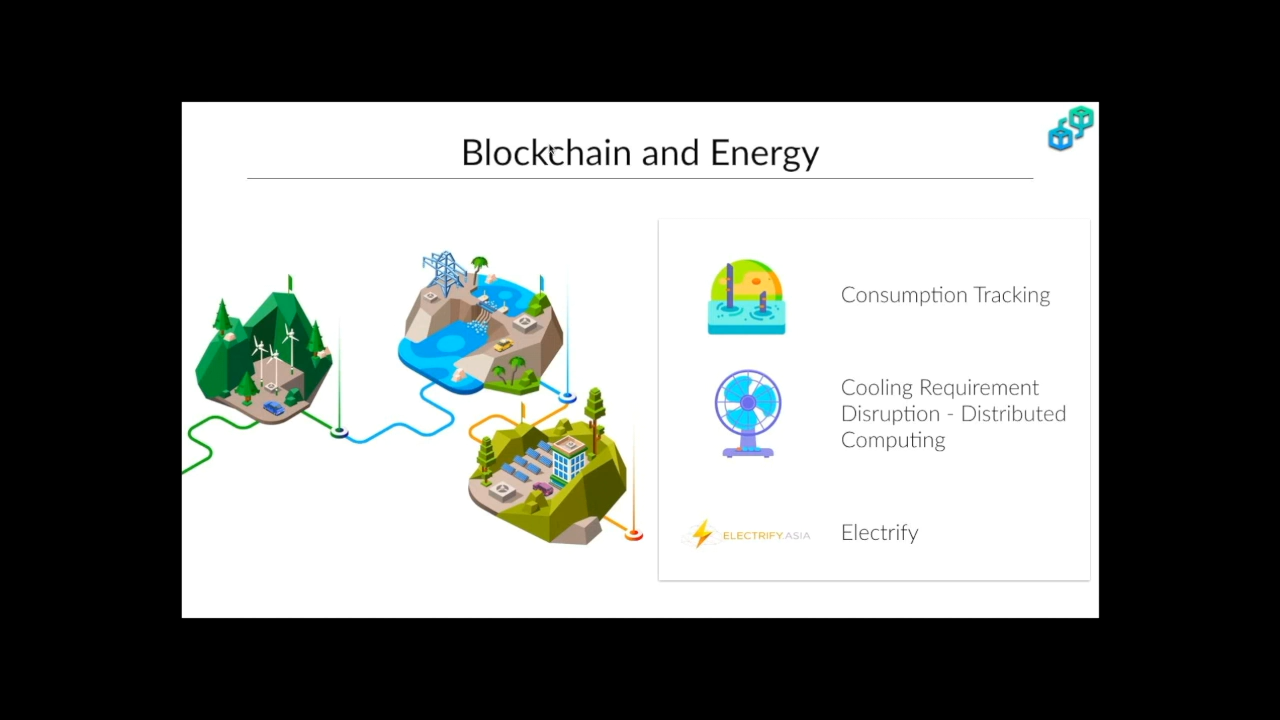 Blockchain and Energy
Consumption Tracking
Cooling Requirement
Disruption - Distributed
Computing
ELECTRIFY.ASIA
Electrify